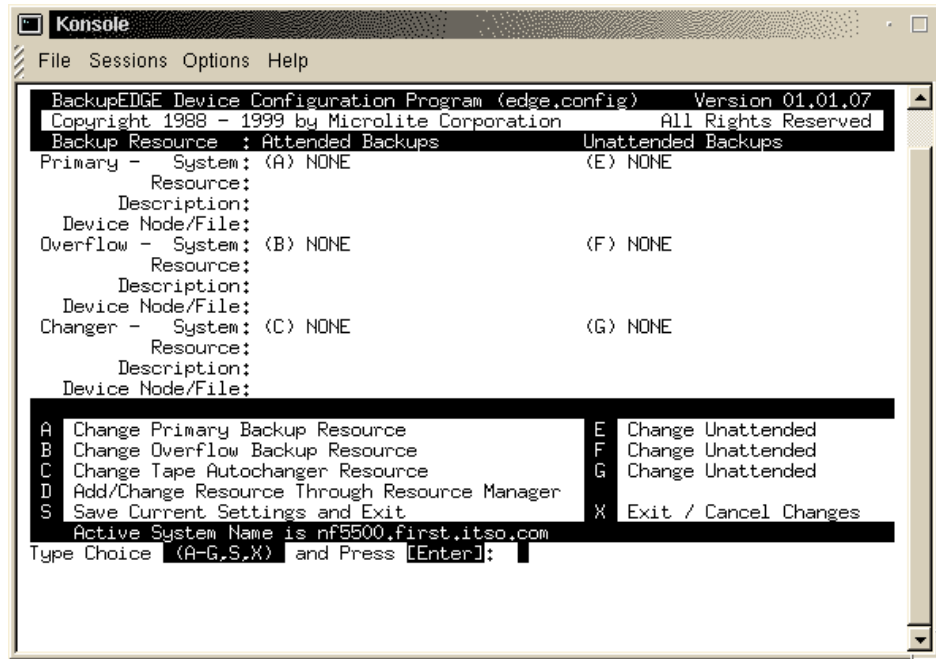 Konsole
File Sessions Options Help
BackupEDGE Device Configuration Program (edge.config) Version 01.01.07
Copyright 1988 - 1999 by Microlite Corporation All Rights Reserved
Backup Resource : Attended Backups Unattended Backups
Primary - System: (A) NONE (E) NONE
Resource:
Description:
Device Node/File:
Overflow - System: (B) NONE (F) NONE
Resource:
Description:
Device Node/File:
Changer - System: (C) NONE (G) NONE
Resource:
Description:
Device Node/File:
A Change Primary Backup Resource E Change Unattended
B Change Overflow Backup Resource F Change Unattended
C Change Tape Autochanger Resource G Change Unattended
D Add/Change Resource Through Resource Manager
S Save Current Settings and Exit X Exit / Cancel Changes
Active System Name is nf5500.first.itso.com
Type Choice (A-G,S,X) and Press [Enter]: